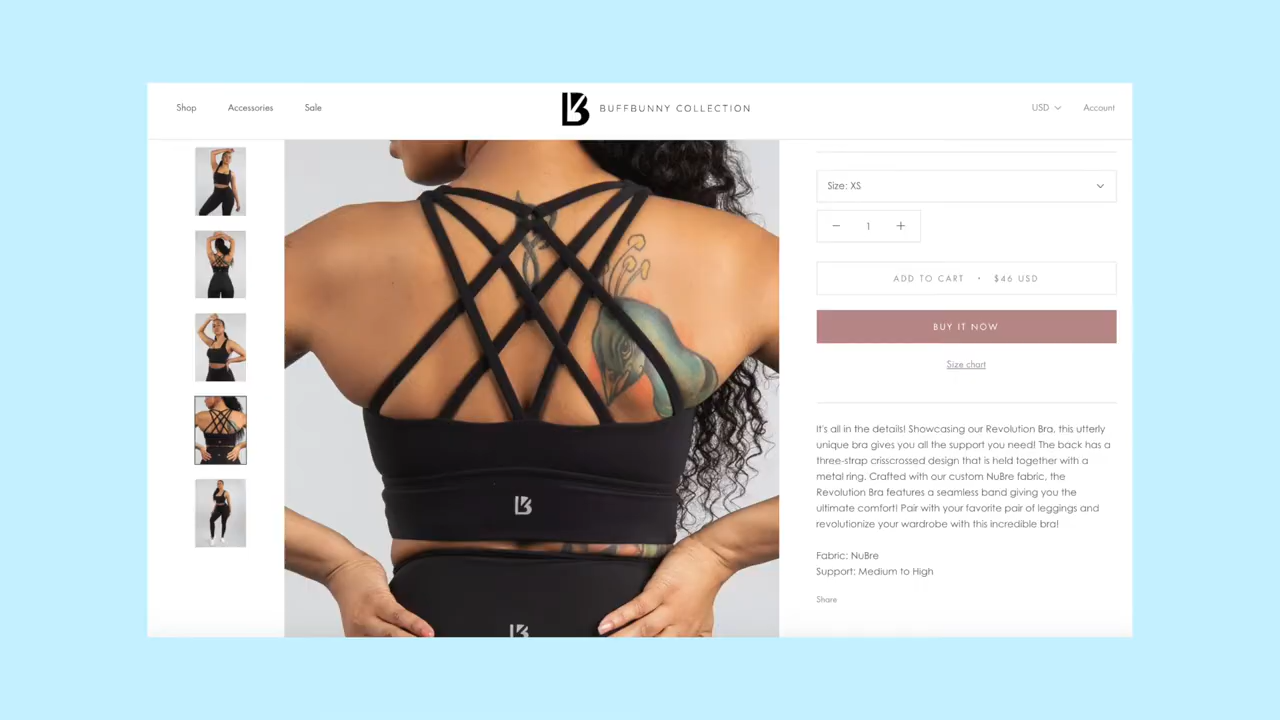 Shop
Accessories
Sale
BUFFBUNNY COLLECTION
USD
Account
Size: XS
1
ADD TO CART • $46 USD
BUY IT NOW
Size chart
It's all in the details! Showcasing our Revolution Bra, this utterly
unique bra gives you all the support you need! The back has a
three-strap crisscrossed design that is held together with a
metal ring. Crafted with our custom NuBre fabric, the
Revolution Bra features a seamless band giving you the
ultimate comfort! Pair with your favorite pair of leggings and
revolutionize your wardrobe with this incredible bra!
Fabric: NuBre
Support: Medium to High
Share